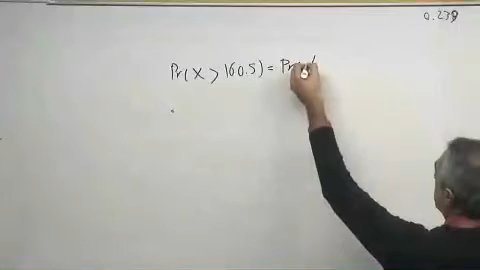 0.239
Pr(X > 160.5) = Pr(